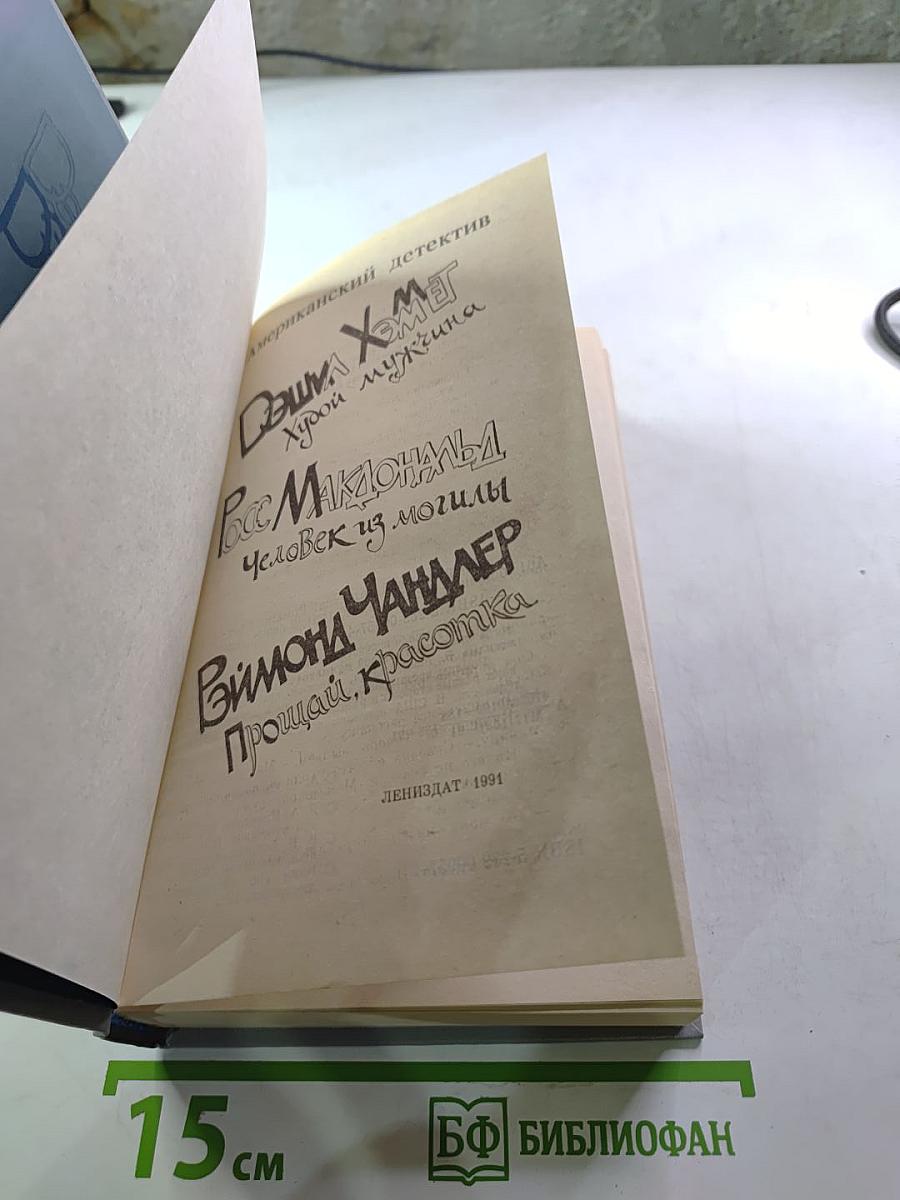 Американский детектив
Дэшил Хэммет
Худой мужчина
Росс Макдональд
Человек из могилы
Рэймонд Чандлер
Прощай, красотка
ЛЕНИЗДАТ 1991
15 см
БФ БИБЛИОФАН